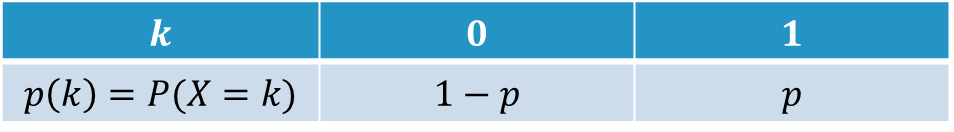 k 0 1
p(k) = P(X = k) 1 − p p